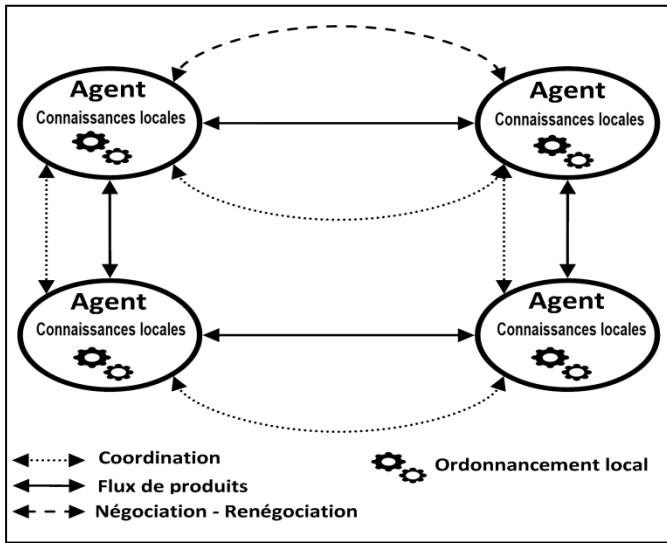 Agent
Connaissances locales
Agent
Connaissances locales
Agent
Connaissances locales
Agent
Connaissances locales
Coordination
Ordonnancement local
Flux de produits
Négociation - Renégociation